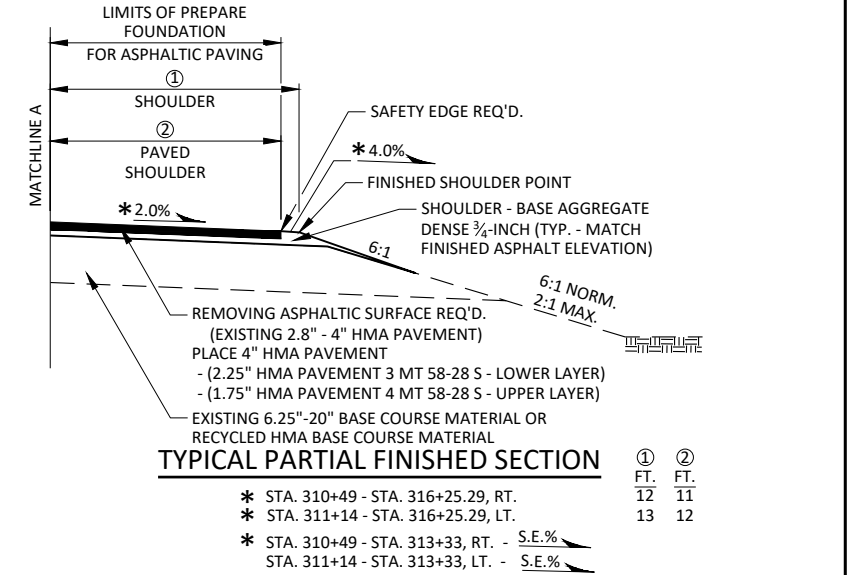 LIMITS OF PREPARE
FOUNDATION
FOR ASPHALTIC PAVING
①
SHOULDER
②
PAVED
SHOULDER
MATCHLINE A
SAFETY EDGE REQ'D.
* 4.0%
FINISHED SHOULDER POINT
* 2.0%
SHOULDER - BASE AGGREGATE
DENSE ¾-INCH (TYP. - MATCH
FINISHED ASPHALT ELEVATION)
6:1
6:1 NORM.
2:1 MAX.
REMOVING ASPHALTIC SURFACE REQ'D.
(EXISTING 2.8" - 4" HMA PAVEMENT)
PLACE 4" HMA PAVEMENT
- (2.25" HMA PAVEMENT 3 MT 58-28 S - LOWER LAYER)
- (1.75" HMA PAVEMENT 4 MT 58-28 S - UPPER LAYER)
EXISTING 6.25"-20" BASE COURSE MATERIAL OR
RECYCLED HMA BASE COURSE MATERIAL
TYPICAL PARTIAL FINISHED SECTION ① ②
FT. FT.
* STA. 310+49 - STA. 316+25.29, RT. 12 11
* STA. 311+14 - STA. 316+25.29, LT. 13 12
* STA. 310+49 - STA. 313+33, RT. - S.E.%
STA. 311+14 - STA. 313+33, LT. - S.E.%